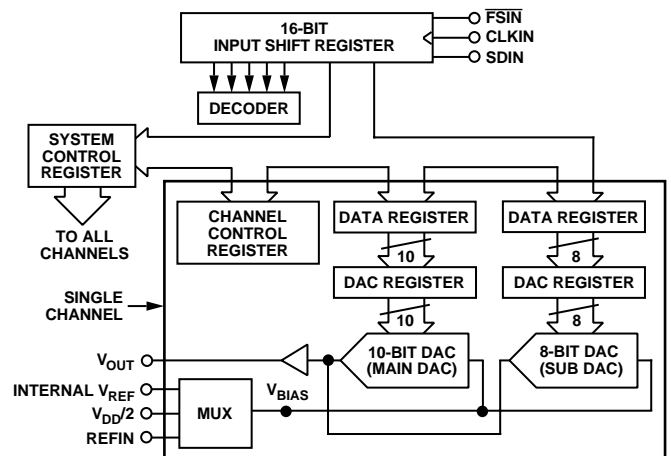 16-BIT
INPUT SHIFT REGISTER
FSIN
CLKIN
SDIN
DECODER
SYSTEM
CONTROL
REGISTER
TO ALL
CHANNELS
CHANNEL
CONTROL
REGISTER
DATA REGISTER
DATA REGISTER
10
8
DAC REGISTER
DAC REGISTER
10
8
SINGLE
CHANNEL
10-BIT DAC
(MAIN DAC)
8-BIT DAC
(SUB DAC)
VOUT
INTERNAL VREF
VDD/2
REFIN
MUX
VBIAS